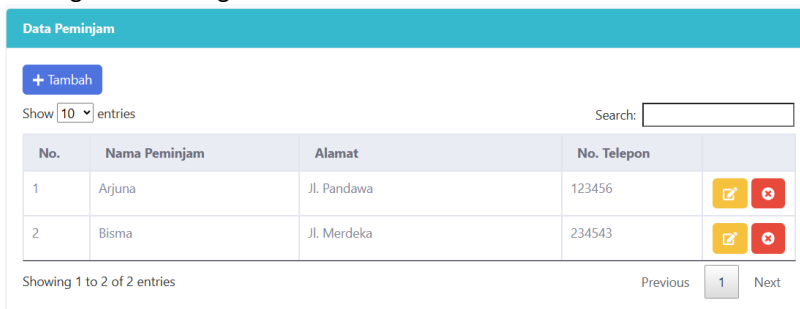 Data Peminjam
+ Tambah
Show 10 entries
Search:
No. Nama Peminjam Alamat No. Telepon
1 Arjuna Jl. Pandawa 123456
2 Bisma Jl. Merdeka 234543
Showing 1 to 2 of 2 entries
Previous 1 Next